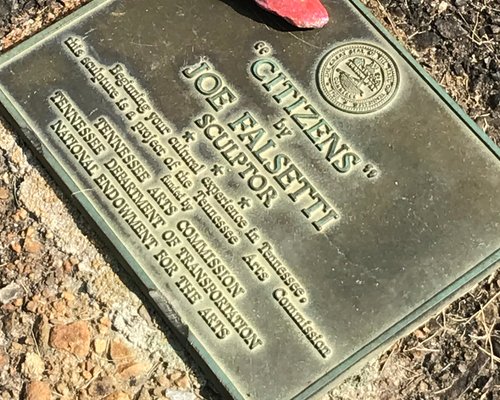 "CITIZENS"
by
JOE FALSETTI
SCULPTOR
* * *
Beginning your cultural experience in Tennessee,
this sculpture is a project of the Tennessee Arts Commission
funded by
TENNESSEE ARTS COMMISSION
TENNESSEE DEPARTMENT OF TRANSPORTATION
NATIONAL ENDOWMENT FOR THE ARTS